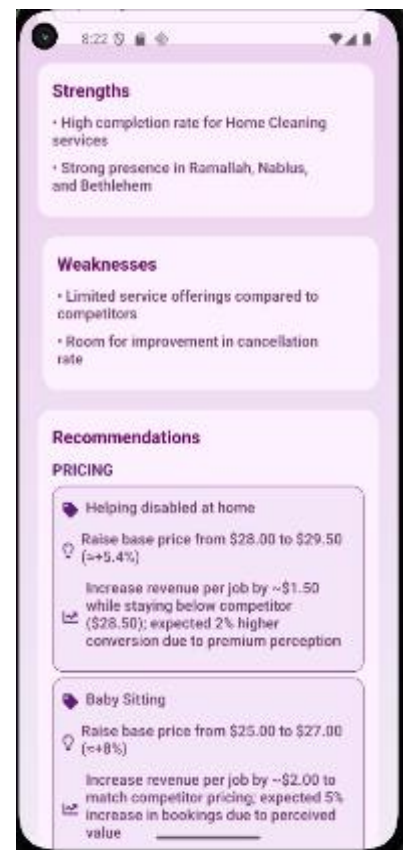 8:22
Strengths
• High completion rate for Home Cleaning
services
• Strong presence in Ramallah, Nablus,
and Bethlehem
Weaknesses
• Limited service offerings compared to
competitors
• Room for improvement in cancellation
rate
Recommendations
PRICING
Helping disabled at home
Raise base price from $28.00 to $29.50
(≈+5.4%)
Increase revenue per job by ~$1.50
while staying below competitor
($28.50); expected 2% higher
conversion due to premium perception
Baby Sitting
Raise base price from $25.00 to $27.00
(≈+8%)
Increase revenue per job by ~$2.00 to
match competitor pricing; expected 5%
increase in bookings due to perceived
value